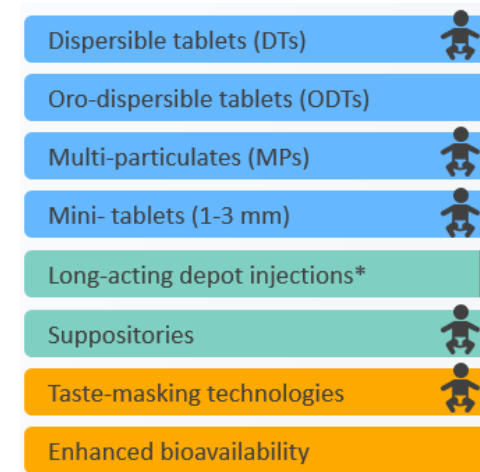 Dispersible tablets (DTs)
Oro-dispersible tablets (ODTs)
Multi-particulates (MPs)
Mini- tablets (1-3 mm)
Long-acting depot injections*
Suppositories
Taste-masking technologies
Enhanced bioavailability